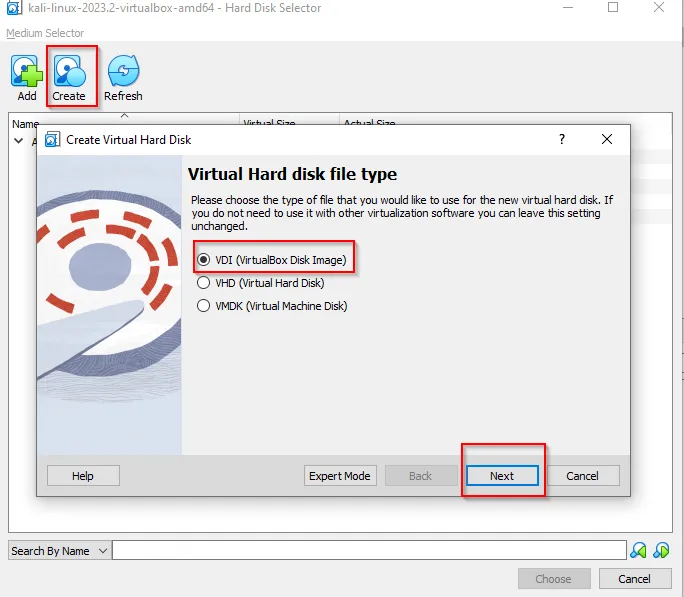 kali-linux-2023.2-virtualbox-amd64 - Hard Disk Selector
Medium Selector
Add Create Refresh
Name Virtual Size Actual Size
Create Virtual Hard Disk ?
Virtual Hard disk file type
Please choose the type of file that you would like to use for the new virtual hard disk. If
you do not need to use it with other virtualization software you can leave this setting
unchanged.
VDI (VirtualBox Disk Image)
VHD (Virtual Hard Disk)
VMDK (Virtual Machine Disk)
Help Expert Mode Back Next Cancel
Search By Name
Choose Cancel